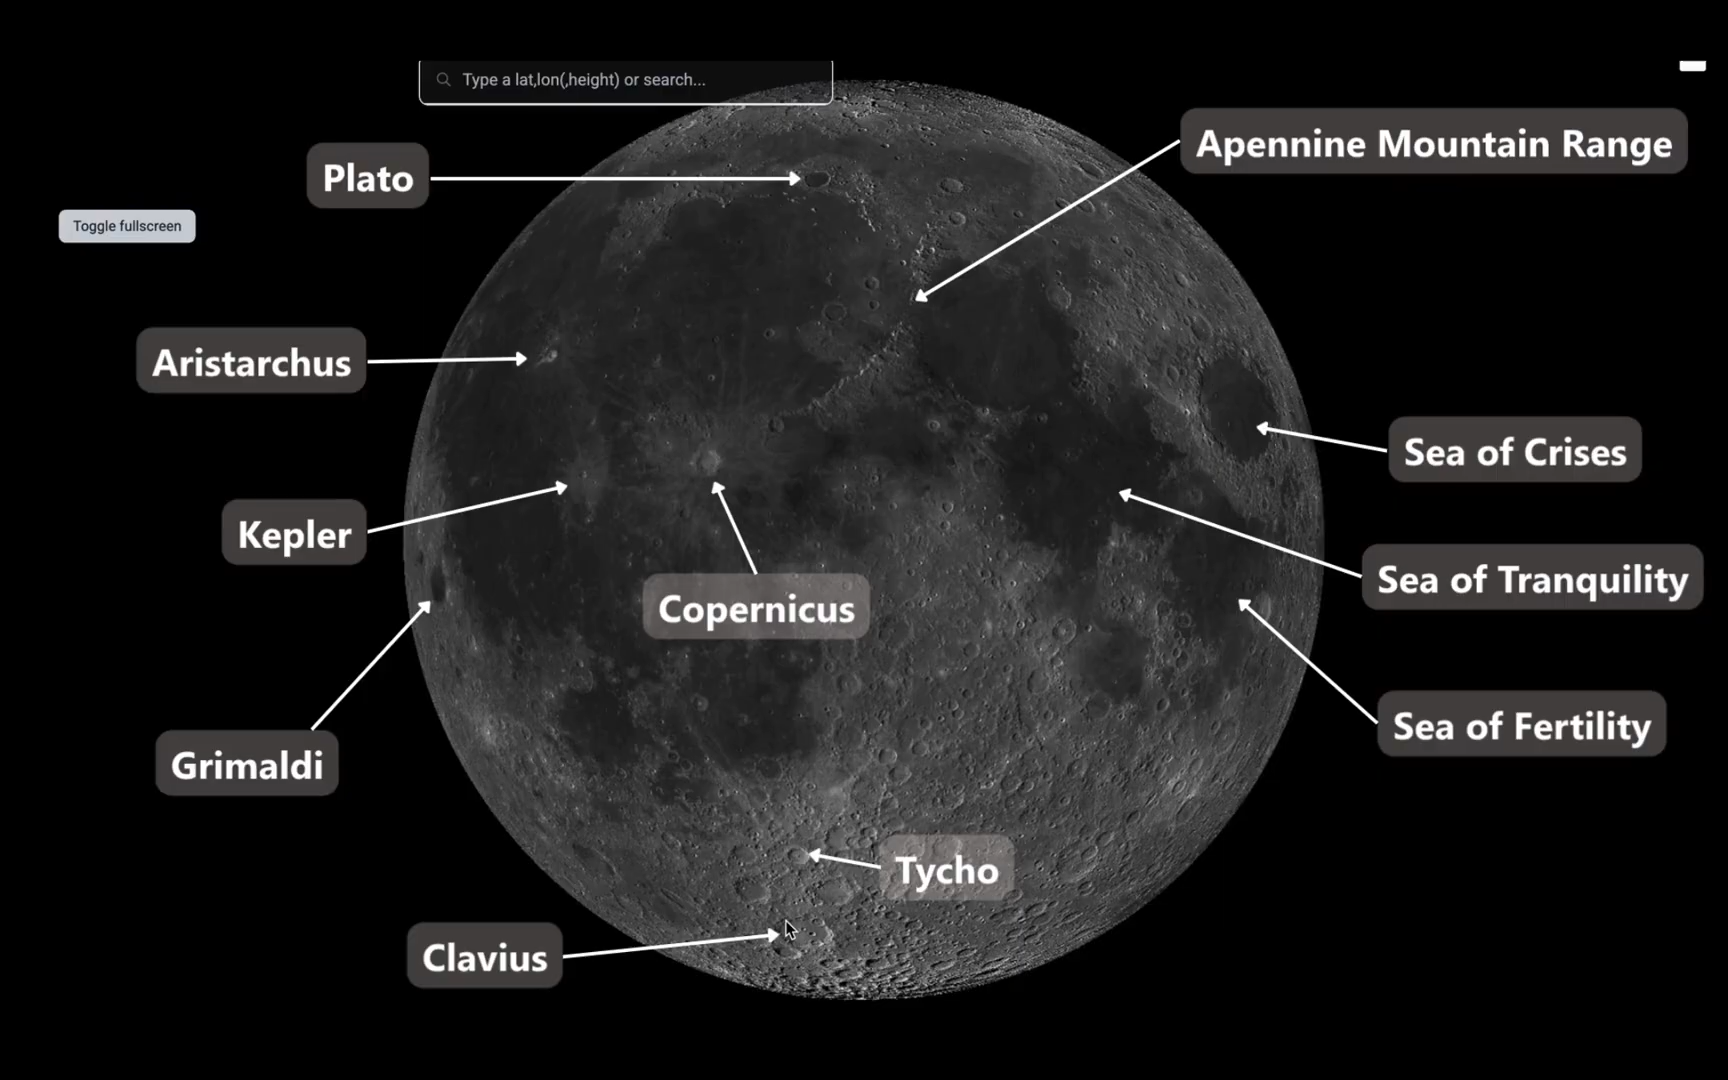 Type a lat,lon(,height) or search...
Apennine Mountain Range
Plato
Toggle fullscreen
Aristarchus
Sea of Crises
Kepler
Sea of Tranquility
Copernicus
Sea of Fertility
Grimaldi
Tycho
Clavius